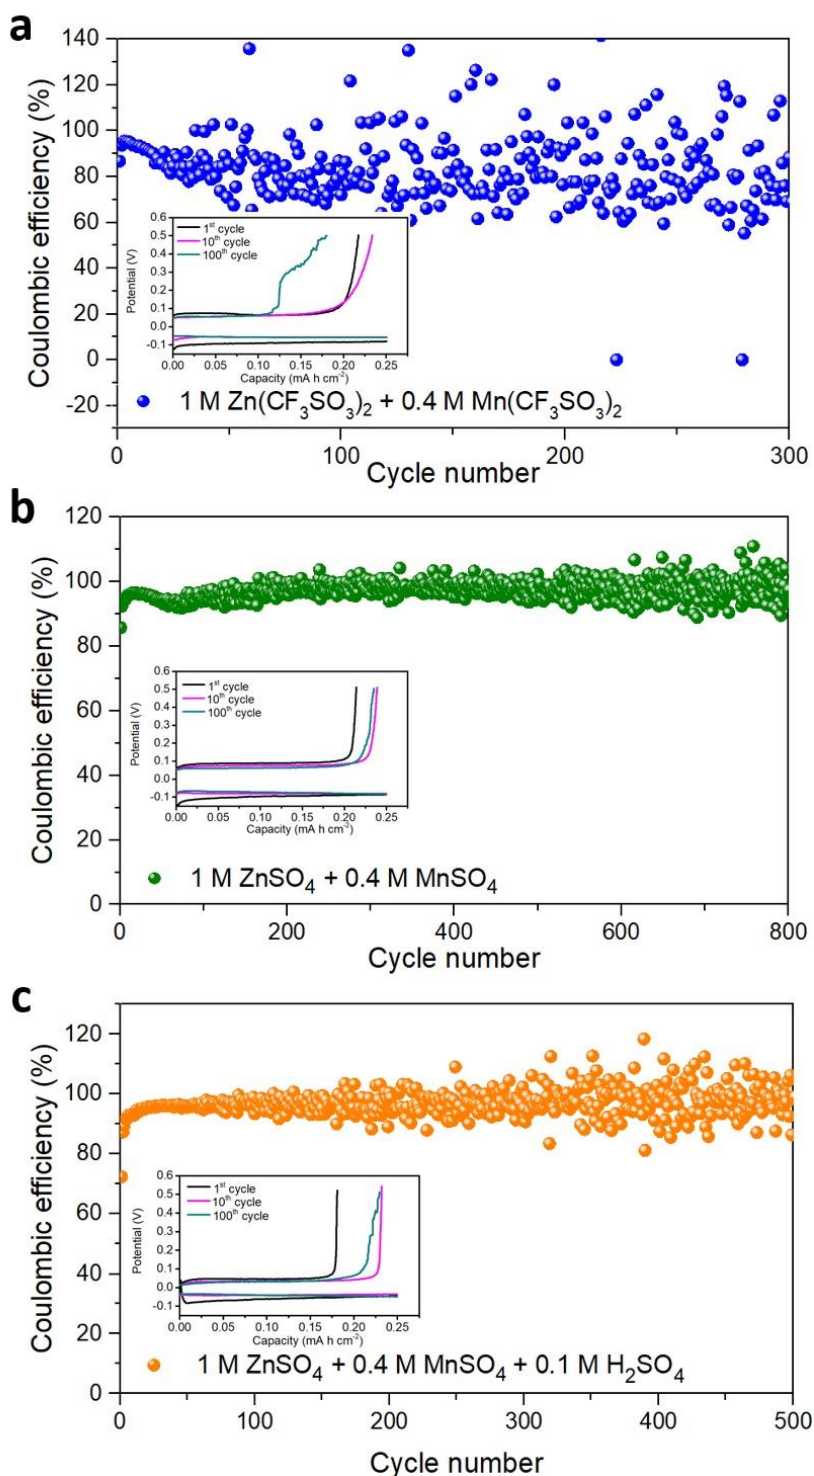 a
140
120
100
80
60
40
20
0
-20
Coulombic efficiency (%)
0.6
0.5
0.4
0.3
0.2
0.1
0.0
-0.1
Potential (V)
1st cycle
10th cycle
100th cycle
0.00 0.05 0.10 0.15 0.20 0.25
Capacity (mA h cm-2)
1 M Zn(CF3SO3)2 + 0.4 M Mn(CF3SO3)2
0 100 200 300
Cycle number
b
120
100
80
60
40
20
0
Coulombic efficiency (%)
0.6
0.5
0.4
0.3
0.2
0.1
0.0
-0.1
Potential (V)
1st cycle
10th cycle
100th cycle
0.00 0.05 0.10 0.15 0.20 0.25
Capacity (mA h cm-2)
1 M ZnSO4 + 0.4 M MnSO4
0 200 400 600 800
Cycle number
c
120
100
80
60
40
20
0
Coulombic efficiency (%)
0.6
0.5
0.4
0.3
0.2
0.1
0.0
-0.1
Potential (V)
1st cycle
10th cycle
100th cycle
0.00 0.05 0.10 0.15 0.20 0.25
Capacity (mA h cm-2)
1 M ZnSO4 + 0.4 M MnSO4 + 0.1 M H2SO4
0 100 200 300 400 500
Cycle number